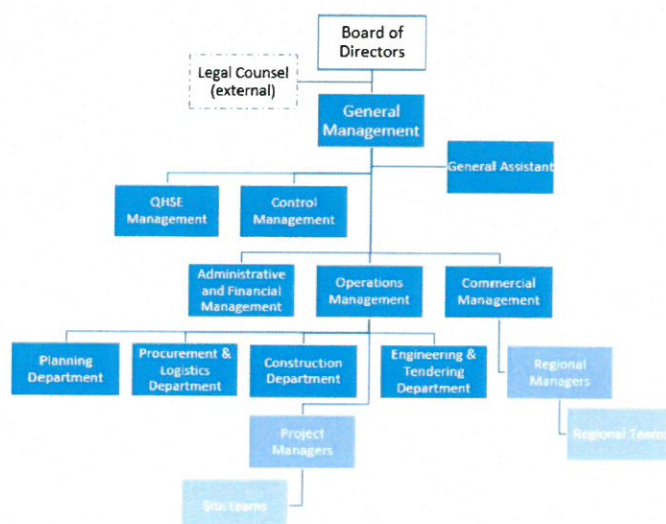 Board of
Directors
Legal Counsel
(external)
General
Management
General Assistant
QHSE
Management
Control
Management
Administrative
and Financial
Management
Operations
Management
Commercial
Management
Planning
Department
Procurement &
Logistics
Department
Construction
Department
Engineering &
Tendering
Department
Regional
Managers
Project
Managers
Regional Teams
Site teams